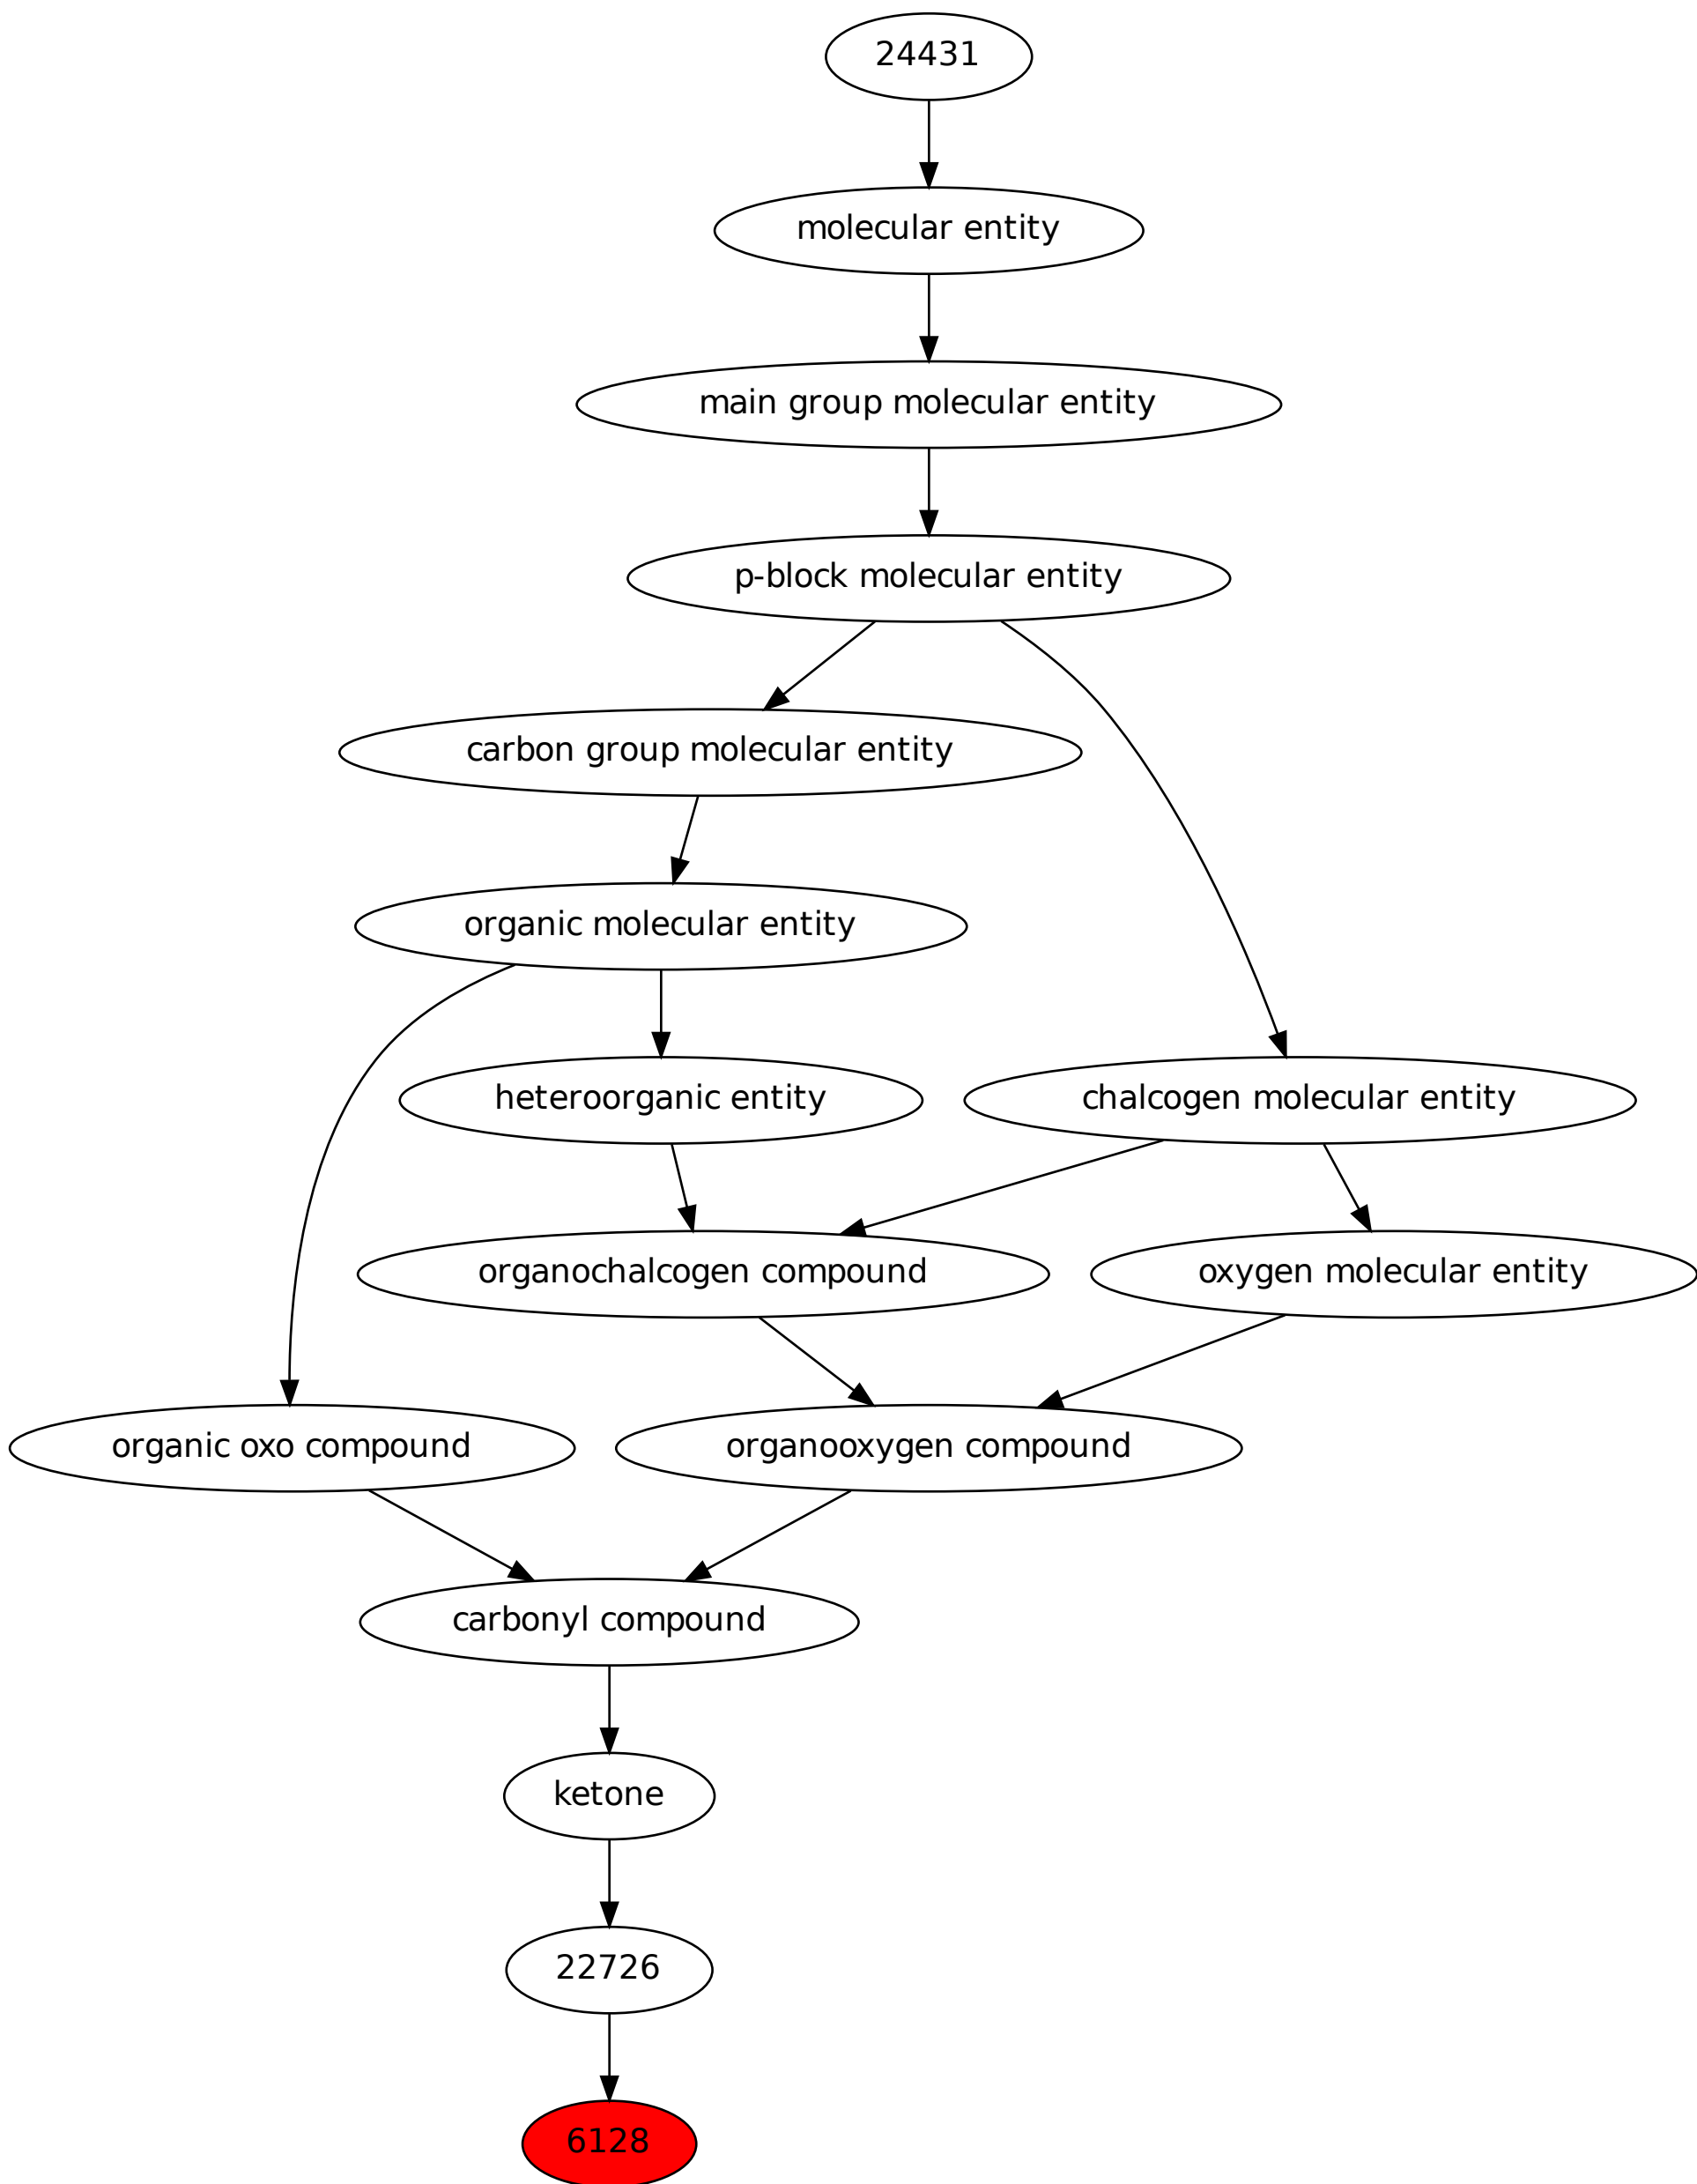 24431
molecular entity
main group molecular entity
p-block molecular entity
carbon group molecular entity
organic molecular entity
heteroorganic entity
chalcogen molecular entity
organochalcogen compound
oxygen molecular entity
organic oxo compound
organooxygen compound
carbonyl compound
ketone
22726
6128